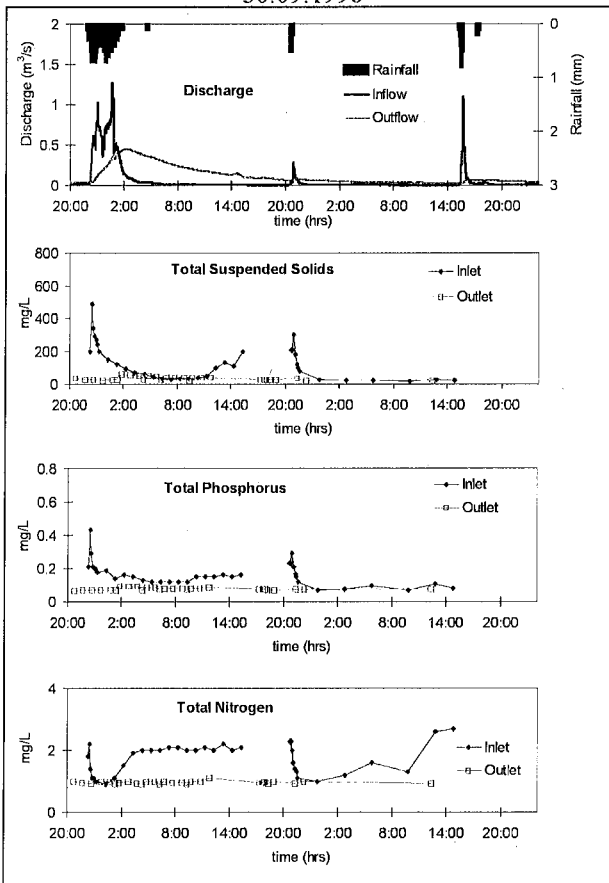 30.09.1996
2
1.5
1
0.5
0
Discharge (m³/s)
Discharge
Rainfall
Inflow
Outflow
0
1
2
3
Rainfall (mm)
20:00 2:00 8:00 14:00 20:00 2:00 8:00 14:00 20:00
time (hrs)
Total Suspended Solids
Inlet
Outlet
mg/L
800
600
400
200
0
20:00 2:00 8:00 14:00 20:00 2:00 8:00 14:00 20:00
time (hrs)
Total Phosphorus
Inlet
Outlet
mg/L
0.8
0.6
0.4
0.2
0
20:00 2:00 8:00 14:00 20:00 2:00 8:00 14:00 20:00
time (hrs)
Total Nitrogen
Inlet
Outlet
mg/L
4
2
0
20:00 2:00 8:00 14:00 20:00 2:00 8:00 14:00 20:00
time (hrs)